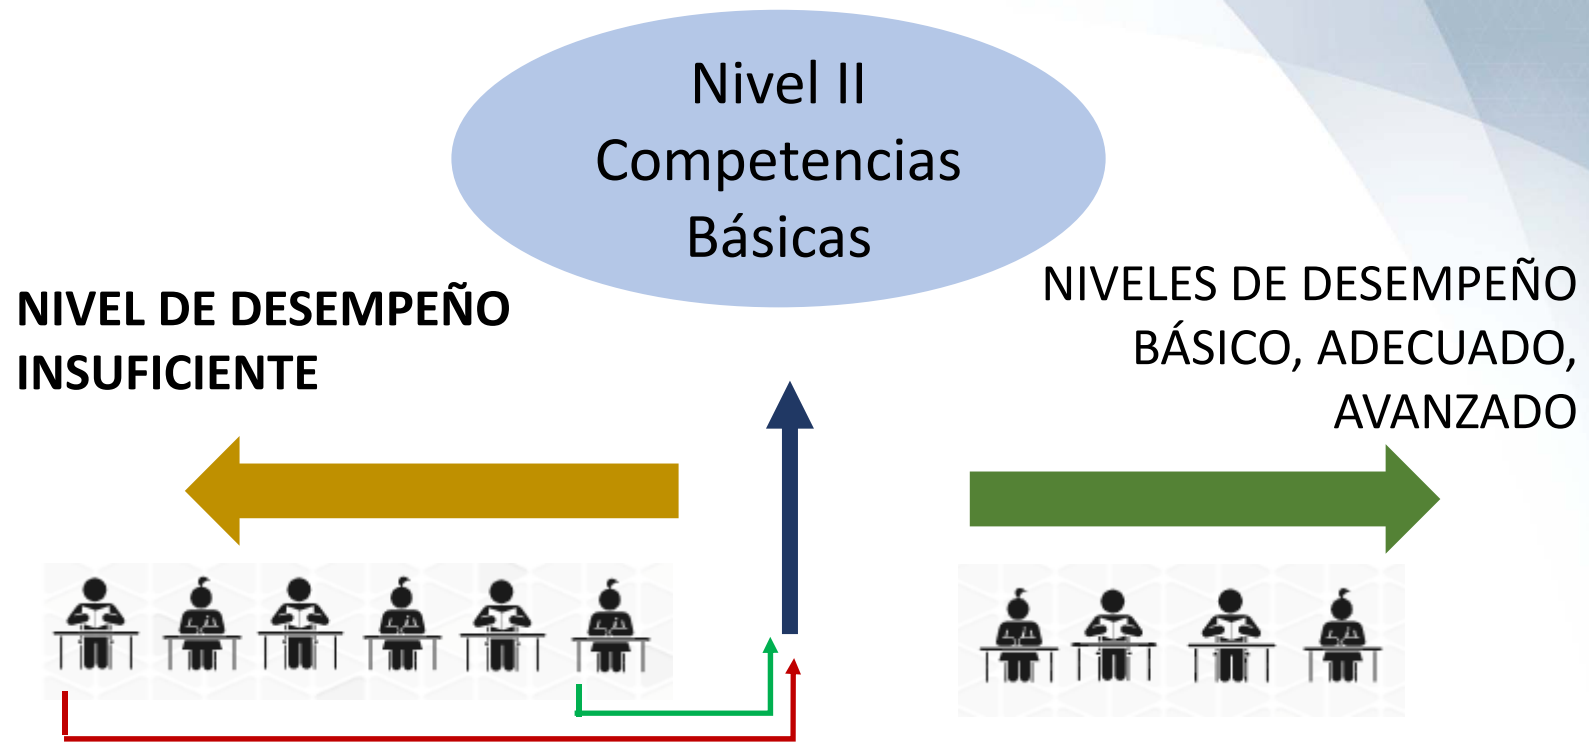 Nivel II
Competencias
Básicas
NIVEL DE DESEMPEÑO
INSUFICIENTE
NIVELES DE DESEMPEÑO
BÁSICO, ADECUADO,
AVANZADO